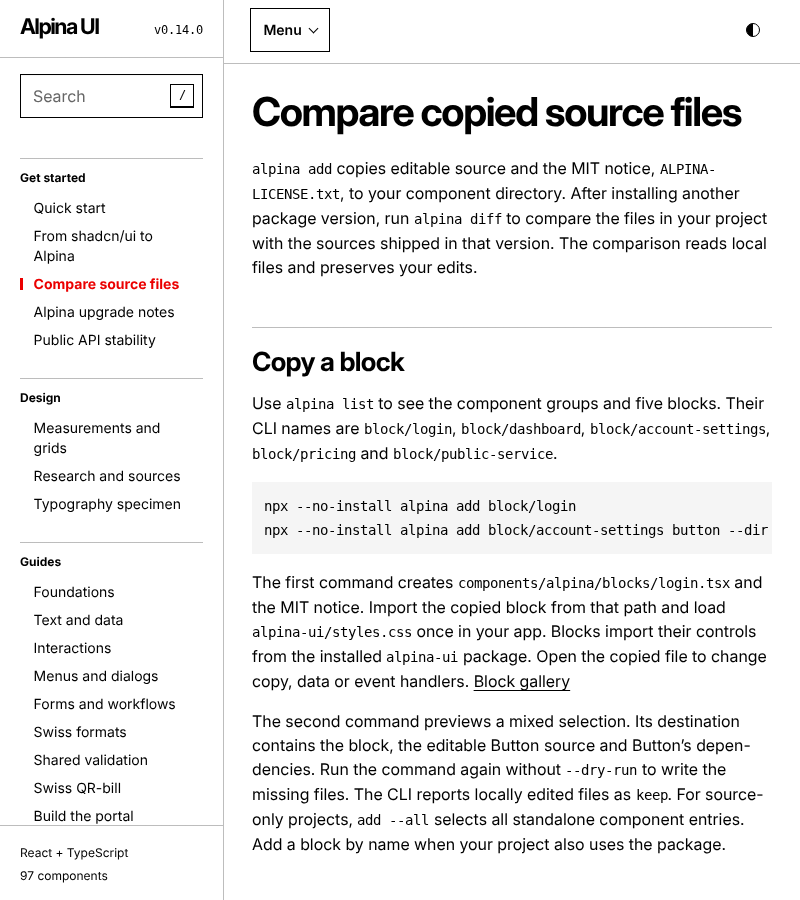 Alpina UI
v0.14.0
Menu
Search
/
Get started
Quick start
From shadcn/ui to
Alpina
Compare source files
Alpina upgrade notes
Public API stability
Design
Measurements and
grids
Research and sources
Typography specimen
Guides
Foundations
Text and data
Interactions
Menus and dialogs
Forms and workflows
Swiss formats
Shared validation
Swiss QR-bill
Build the portal
React + TypeScript
97 components
Compare copied source files
alpina add copies editable source and the MIT notice, ALPINA-
LICENSE.txt, to your component directory. After installing another
package version, run alpina diff to compare the files in your project
with the sources shipped in that version. The comparison reads local
files and preserves your edits.
Copy a block
Use alpina list to see the component groups and five blocks. Their
CLI names are block/login, block/dashboard, block/account-settings,
block/pricing and block/public-service.
npx --no-install alpina add block/login
npx --no-install alpina add block/account-settings button --dir
The first command creates components/alpina/blocks/login.tsx and
the MIT notice. Import the copied block from that path and load
alpina-ui/styles.css once in your app. Blocks import their controls
from the installed alpina-ui package. Open the copied file to change
copy, data or event handlers. Block gallery
The second command previews a mixed selection. Its destination
contains the block, the editable Button source and Button’s depen-
dencies. Run the command again without --dry-run to write the
missing files. The CLI reports locally edited files as keep. For source-
only projects, add --all selects all standalone component entries.
Add a block by name when your project also uses the package.